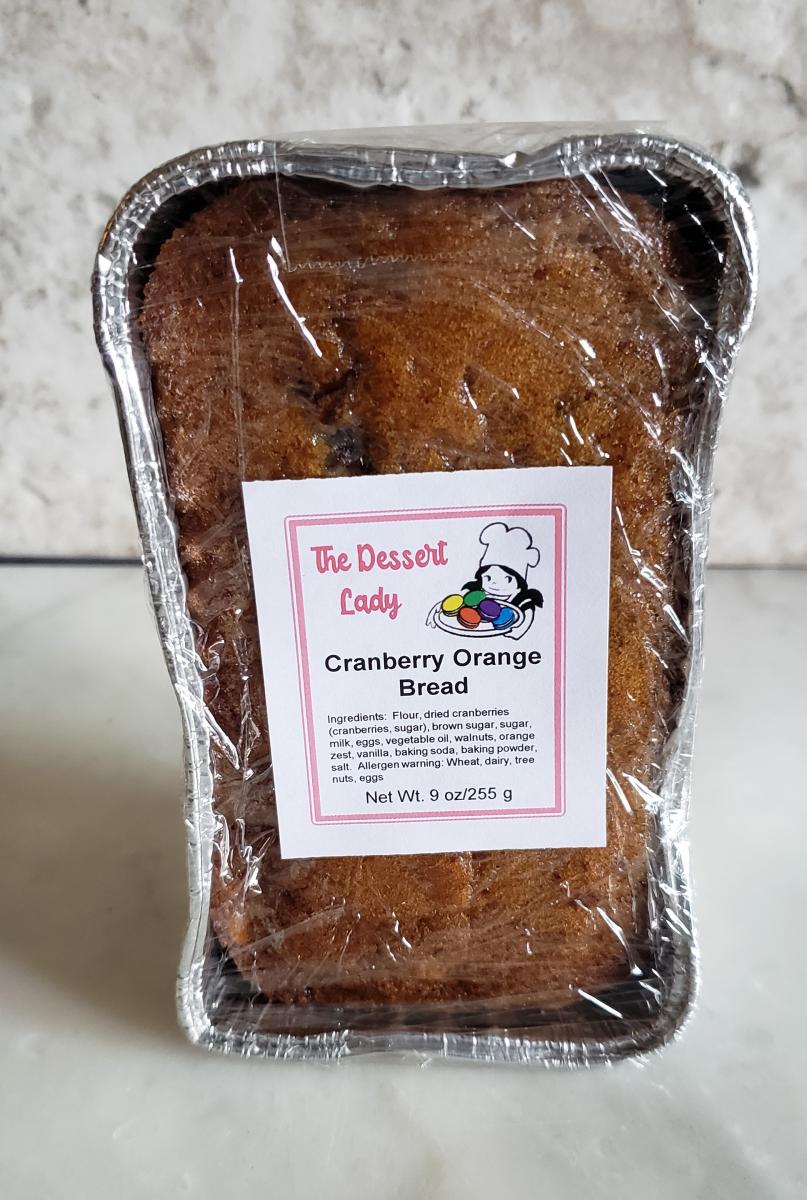 The Dessert
Lady
Cranberry Orange
Bread
Ingredients: Flour, dried cranberries
(cranberries, sugar), brown sugar, sugar,
milk, eggs, vegetable oil, walnuts, orange
zest, vanilla, baking soda, baking powder,
salt. Allergen warning: Wheat, dairy, tree
nuts, eggs
Net Wt. 9 oz/255 g